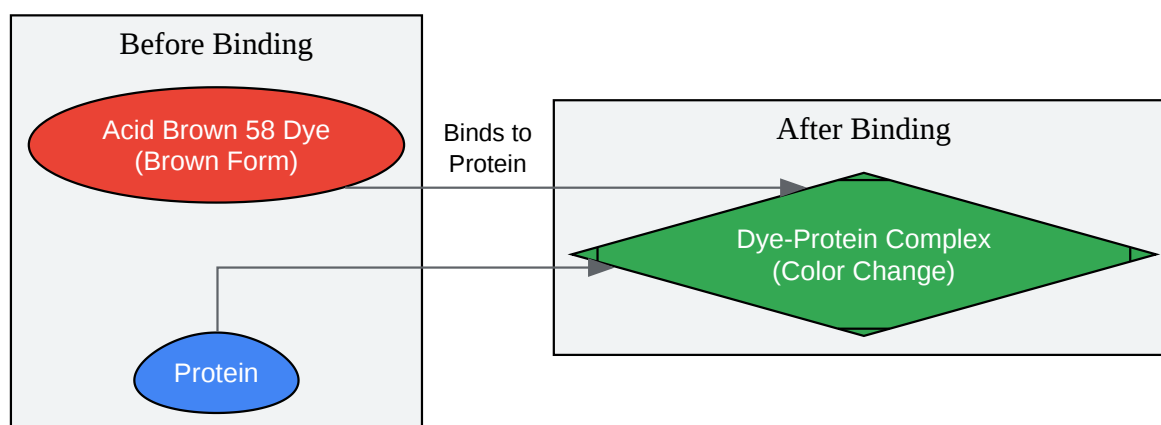 Before Binding
Acid Brown 58 Dye
(Brown Form)
Protein
Binds to
Protein
After Binding
Dye-Protein Complex
(Color Change)